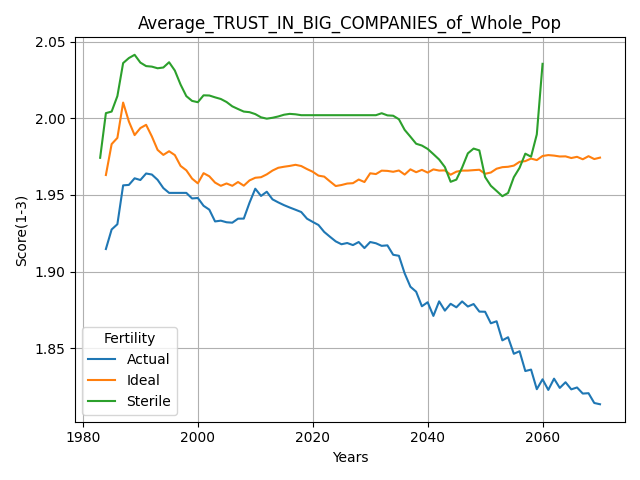 Average_TRUST_IN_BIG_COMPANIES_of_Whole_Pop
2.05
2.00
1.95
1.90
1.85
Score(1-3)
Fertility
Actual
Ideal
Sterile
1980
2000
2020
2040
2060
Years